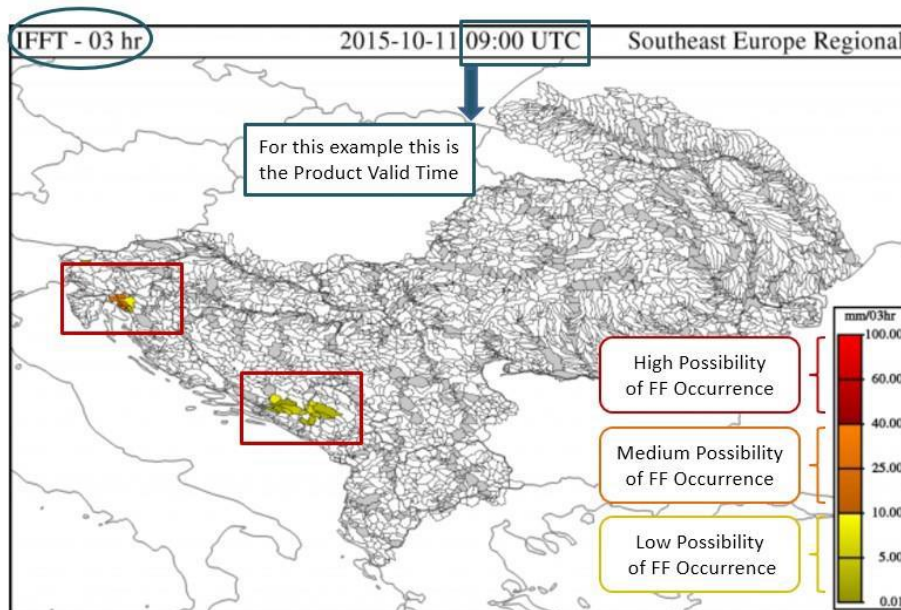 IFFT - 03 hr 2015-10-11 09:00 UTC Southeast Europe Regional
For this example this is
the Product Valid Time
mm/03hr
100.00
High Possibility
of FF Occurrence
60.00
40.00
Medium Possibility
of FF Occurrence
25.00
10.00
Low Possibility
of FF Occurrence
5.00
0.01